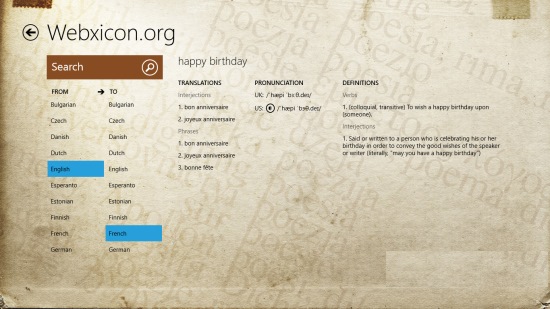 Webxicon.org
Search
FROM
TO
Bulgarian
Czech
Danish
Dutch
English
Esperanto
Estonian
Finnish
French
German
Bulgarian
Czech
Danish
Dutch
English
Esperanto
Estonian
Finnish
French
German
happy birthday
TRANSLATIONS
Interjections
1. bon anniversaire
2. joyeux anniversaire
Phrases
1. bon anniversaire
2. joyeux anniversaire
3. bonne fête
PRONUNCIATION
UK: /ˈhæpi ˈbɜːθ.deɪ/
US: /ˈhæpi ˈbɝθ.deɪ/
DEFINITIONS
Verbs
1. (colloquial, transitive) To wish a happy birthday upon
(someone).
Interjections
1. Said or written to a person who is celebrating his or her
birthday in order to convey the good wishes of the speaker
or writer (literally, "may you have a happy birthday")